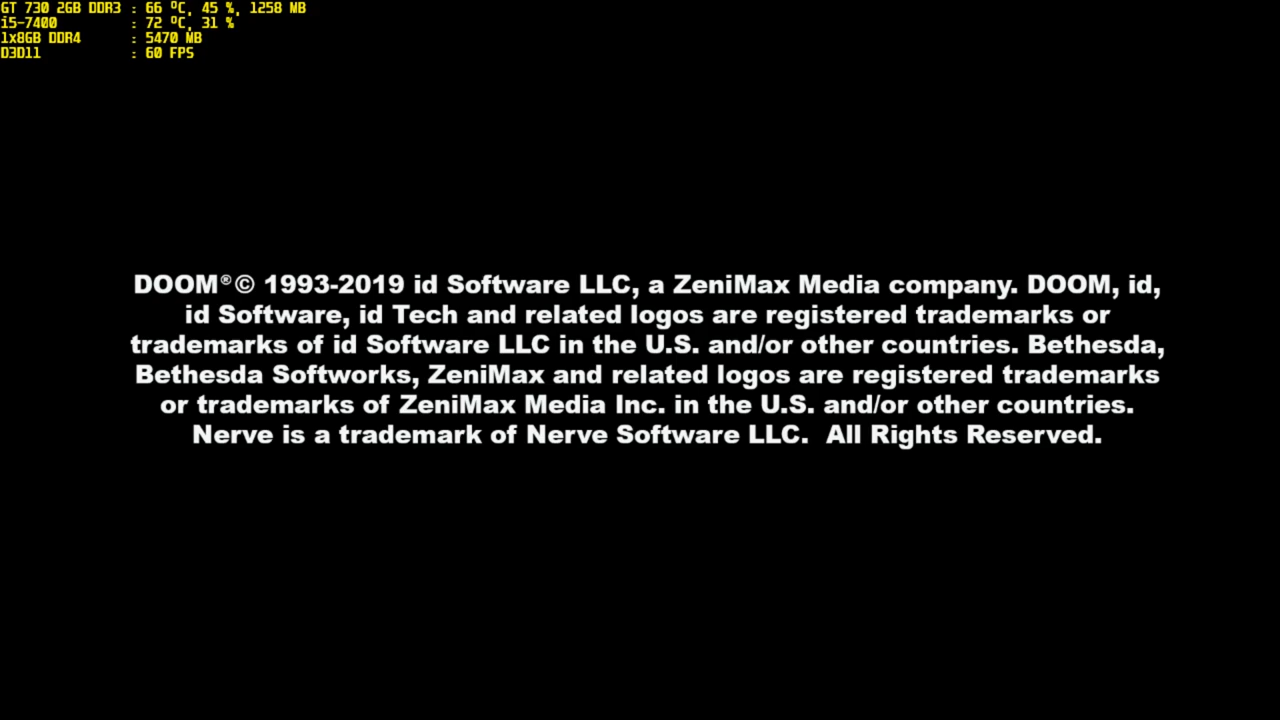 GT 730 2GB DDR3 : 66 ºC, 45 %, 1258 MB
i5-7400 : 72 ºC, 31 %
1x8GB DDR4 : 5470 MB
D3D11 : 60 FPS
DOOM®© 1993-2019 id Software LLC, a ZeniMax Media company. DOOM, id,
id Software, id Tech and related logos are registered trademarks or
trademarks of id Software LLC in the U.S. and/or other countries. Bethesda,
Bethesda Softworks, ZeniMax and related logos are registered trademarks
or trademarks of ZeniMax Media Inc. in the U.S. and/or other countries.
Nerve is a trademark of Nerve Software LLC.  All Rights Reserved.